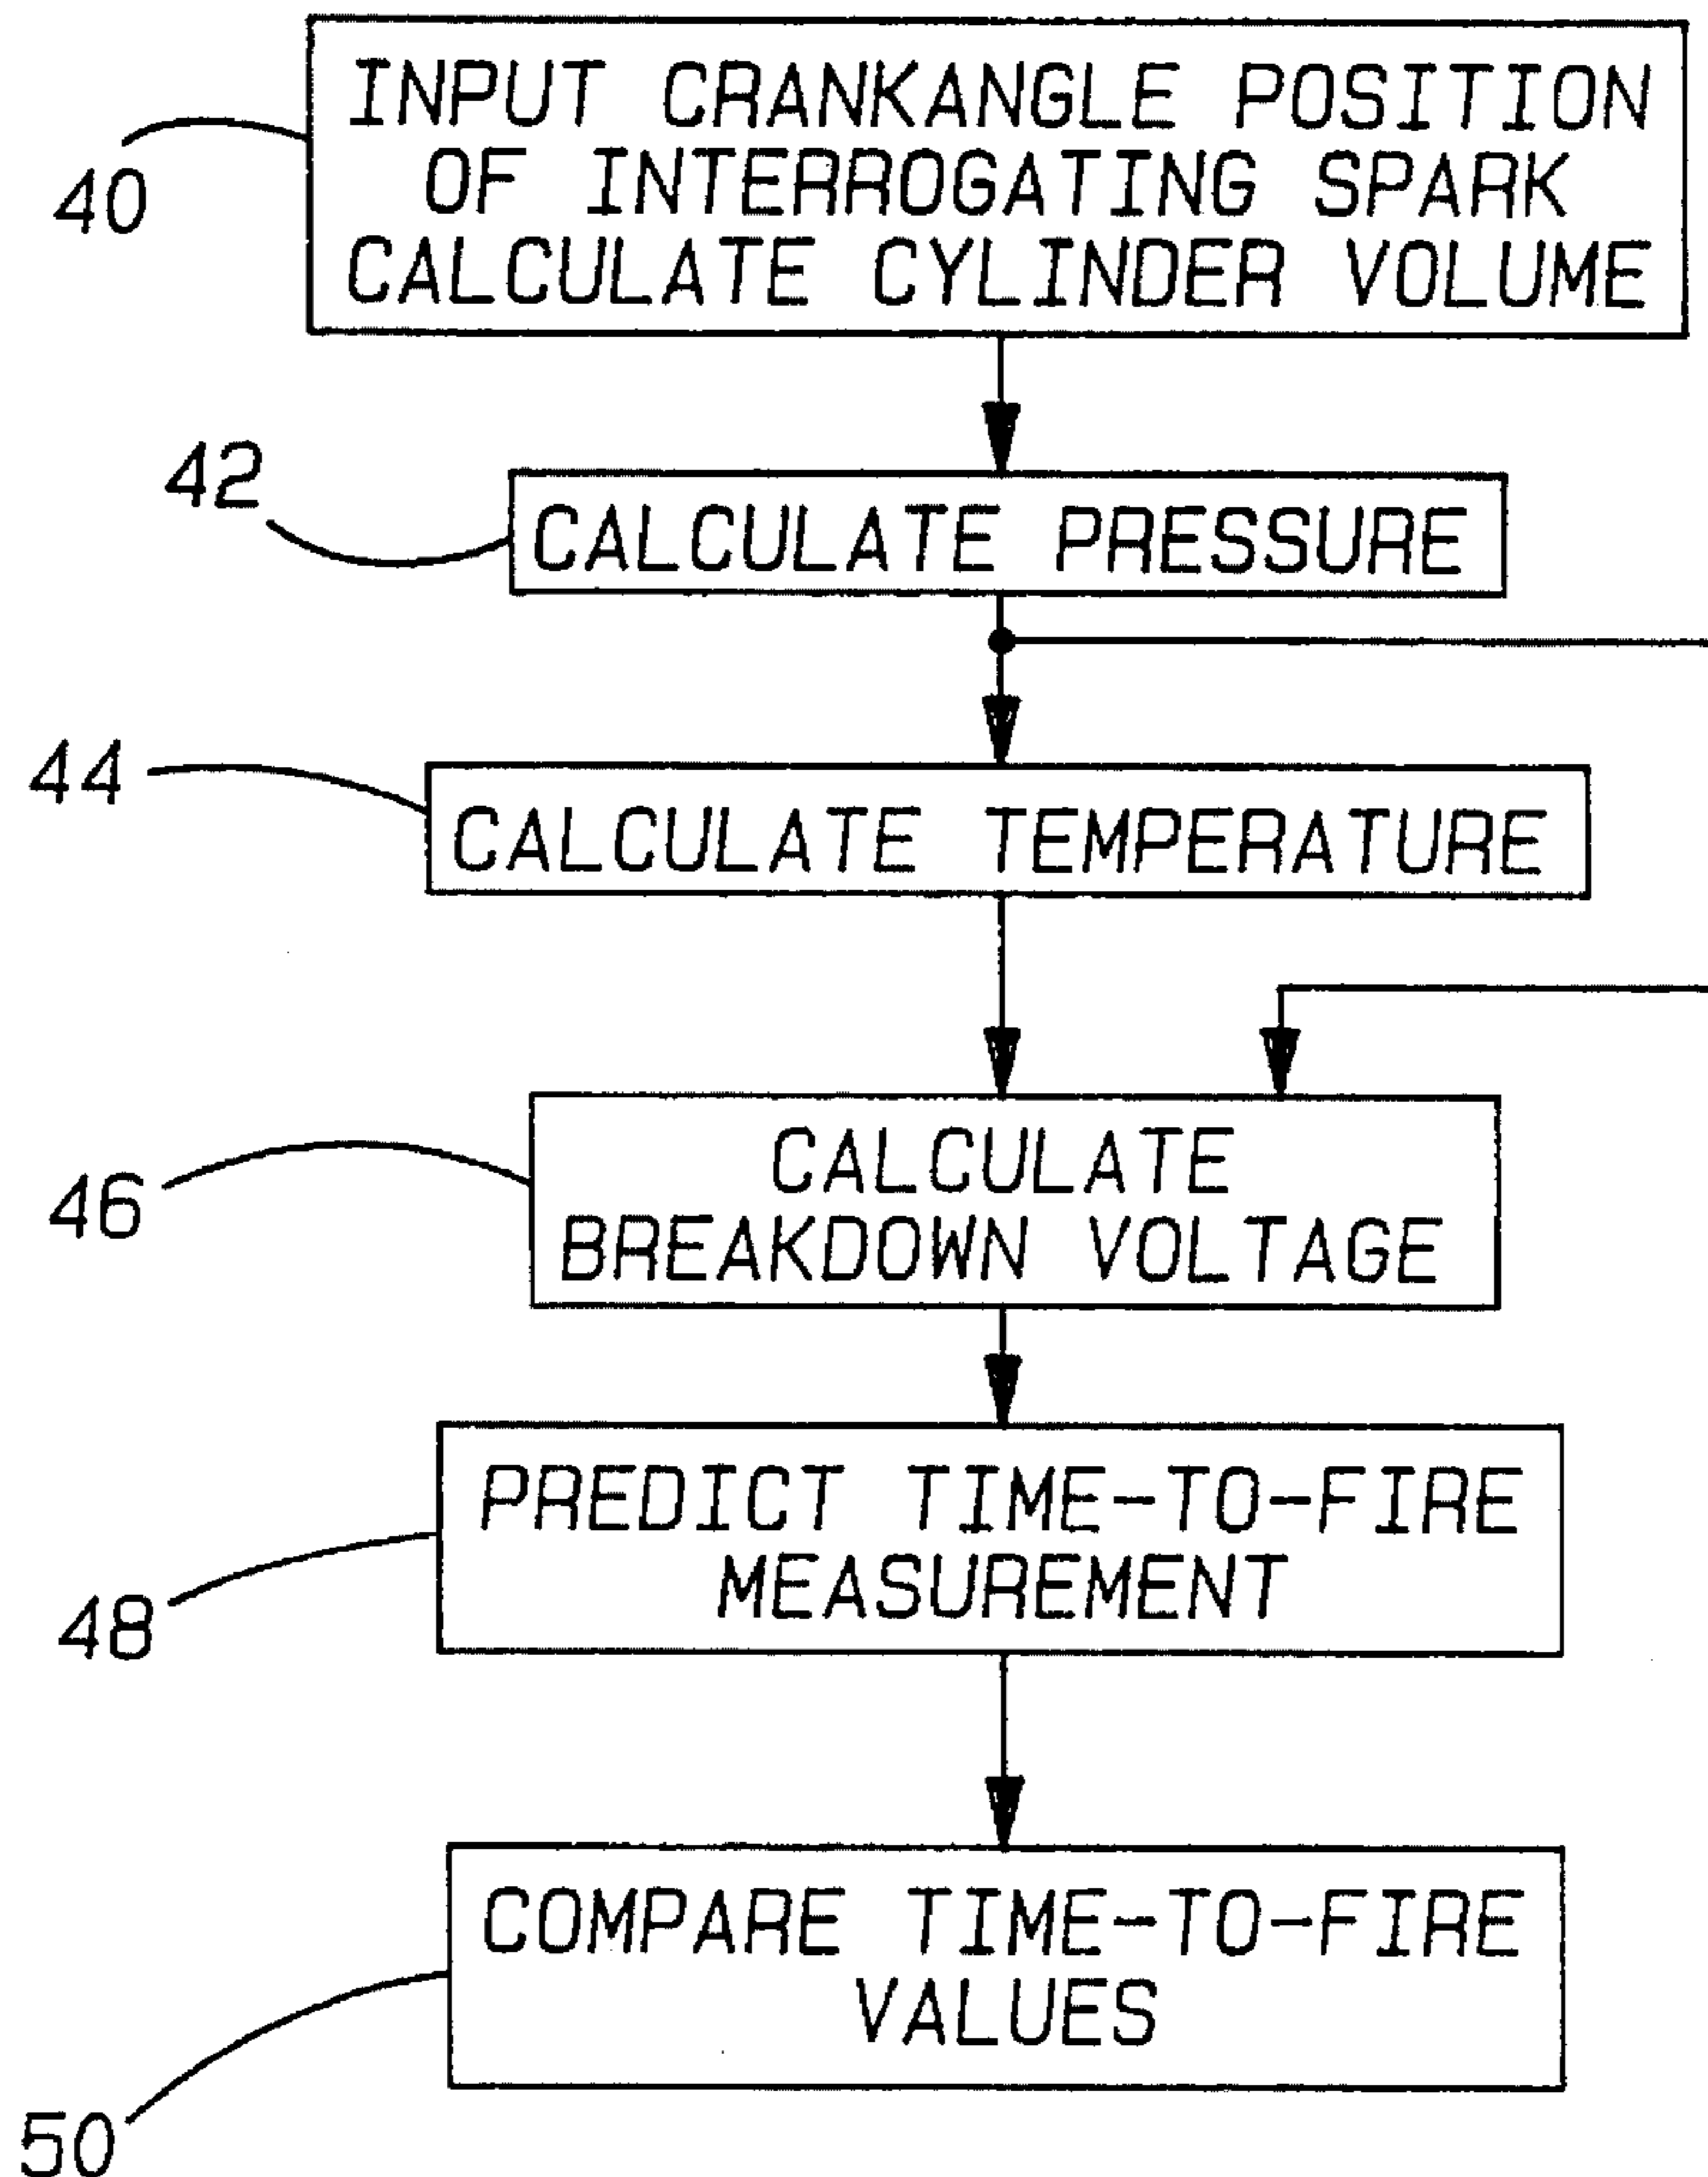 INPUT CRANKANGLE POSITION
OF INTERROGATING SPARK
CALCULATE CYLINDER VOLUME
40
42
CALCULATE PRESSURE
44
CALCULATE TEMPERATURE
46
CALCULATE
BREAKDOWN VOLTAGE
48
PREDICT TIME-TO-FIRE
MEASUREMENT
COMPARE TIME-TO-FIRE
VALUES
50